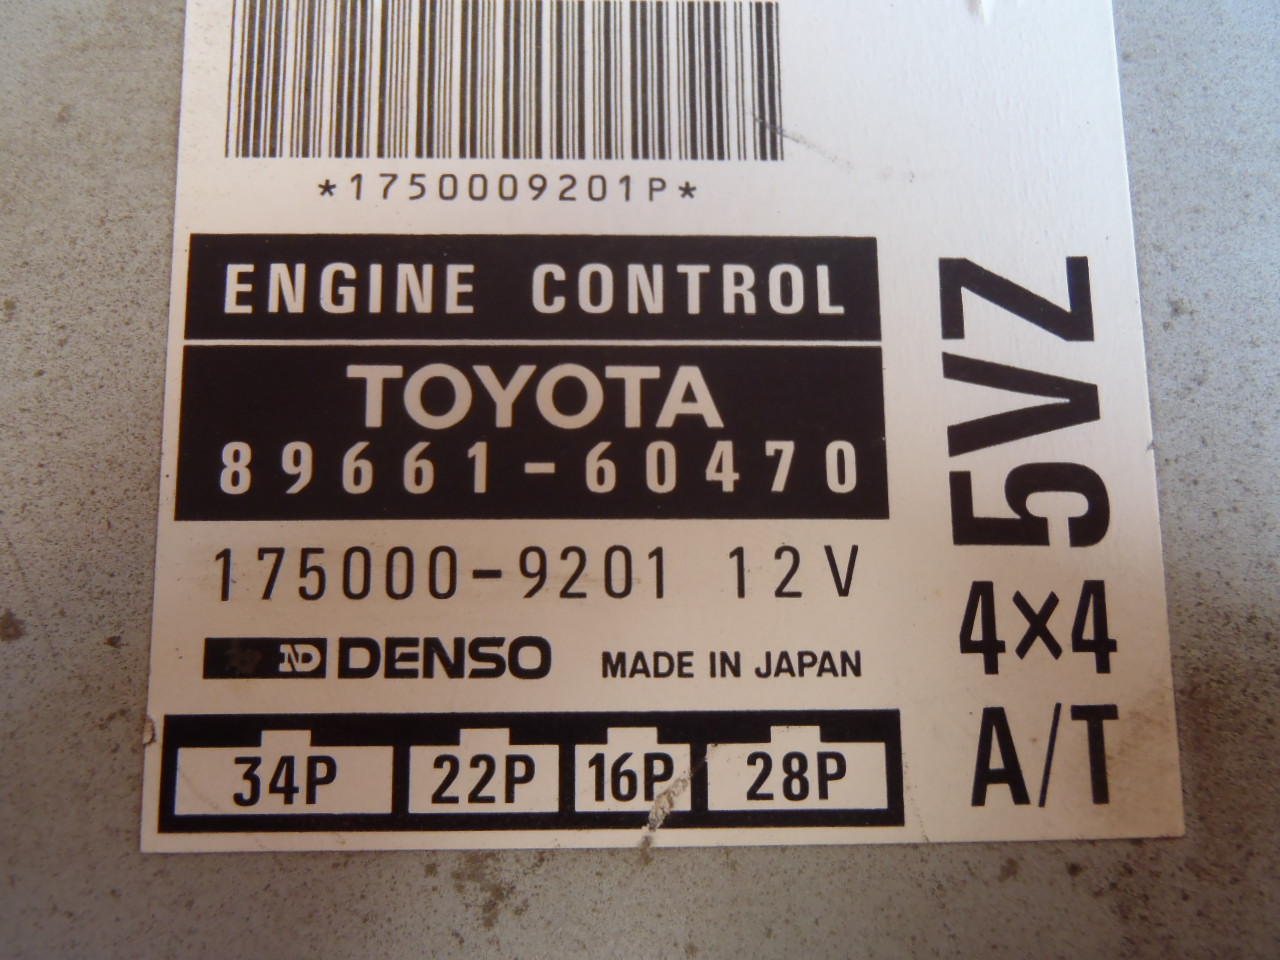 *1750009201P*
ENGINE CONTROL
TOYOTA
89661-60470
175000-9201 12V
ND DENSO MADE IN JAPAN
34P 22P 16P 28P
5VZ
4×4
A/T